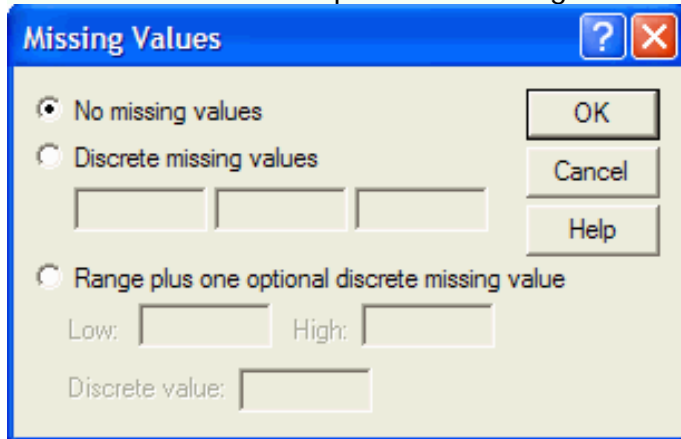 Missing Values
No missing values
OK
Discrete missing values
Cancel
Help
Range plus one optional discrete missing value
Low: High:
Discrete value: